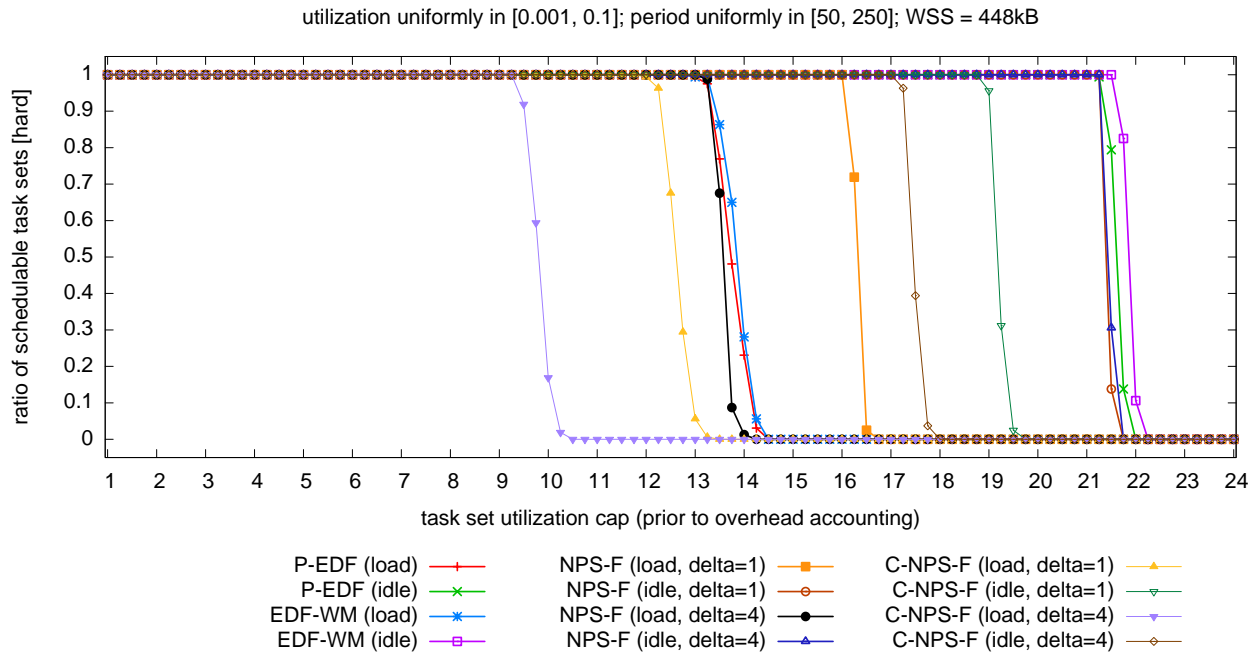 utilization uniformly in [0.001, 0.1]; period uniformly in [50, 250]; WSS = 448kB
ratio of schedulable task sets [hard]
1
0.9
0.8
0.7
0.6
0.5
0.4
0.3
0.2
0.1
0
1 2 3 4 5 6 7 8 9 10 11 12 13 14 15 16 17 18 19 20 21 22 23 24
task set utilization cap (prior to overhead accounting)
P-EDF (load) NPS-F (load, delta=1) C-NPS-F (load, delta=1)
P-EDF (idle) NPS-F (idle, delta=1) C-NPS-F (idle, delta=1)
EDF-WM (load) NPS-F (load, delta=4) C-NPS-F (load, delta=4)
EDF-WM (idle) NPS-F (idle, delta=4) C-NPS-F (idle, delta=4)